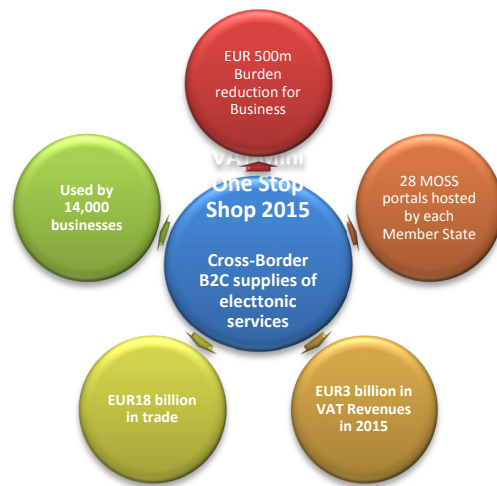 EUR 500m
Burden
reduction for
Business
VAT Mini
One Stop
Shop 2015
Cross-Border
B2C supplies of
electtonic
services
28 MOSS
portals hosted
by each
Member State
EUR3 billion in
VAT Revenues
in 2015
EUR18 billion
in trade
Used by
14,000
businesses